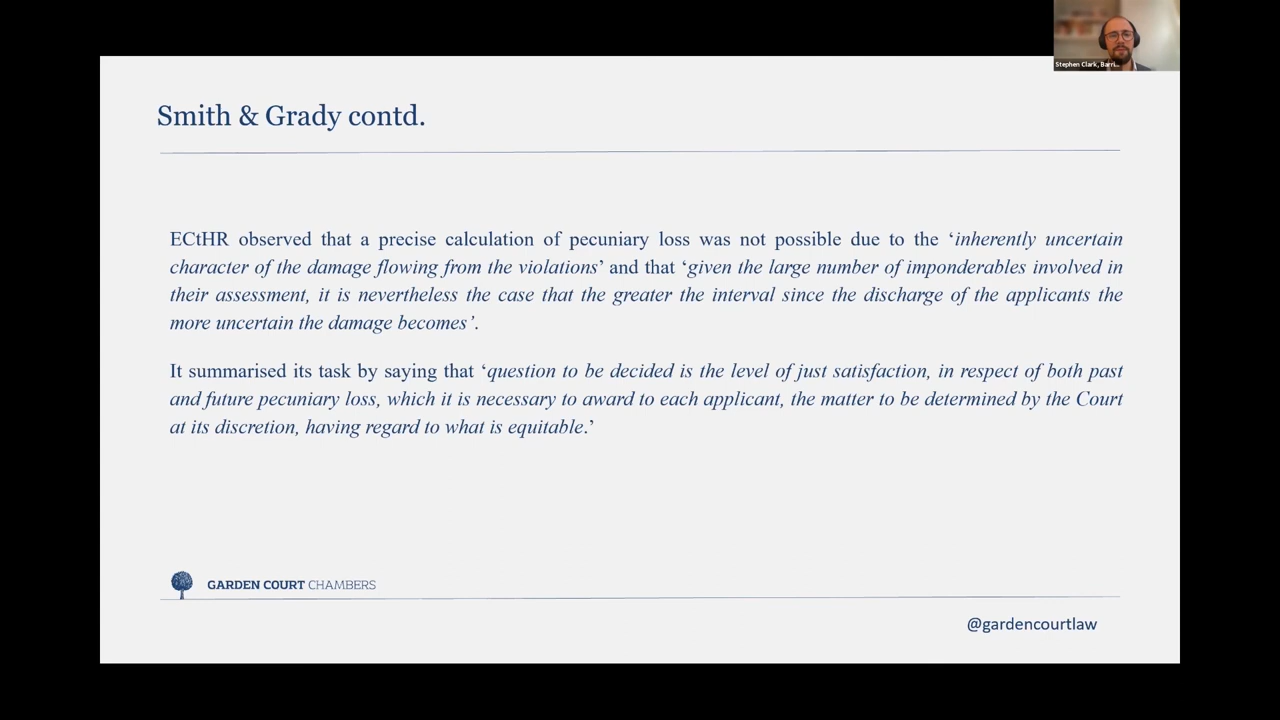 Stephen Clark, Barri...
Smith & Grady contd.
ECtHR observed that a precise calculation of pecuniary loss was not possible due to the ‘inherently uncertain
character of the damage flowing from the violations’ and that ‘given the large number of imponderables involved in
their assessment, it is nevertheless the case that the greater the interval since the discharge of the applicants the
more uncertain the damage becomes’.
It summarised its task by saying that ‘question to be decided is the level of just satisfaction, in respect of both past
and future pecuniary loss, which it is necessary to award to each applicant, the matter to be determined by the Court
at its discretion, having regard to what is equitable.’
GARDEN COURT CHAMBERS
@gardencourtlaw